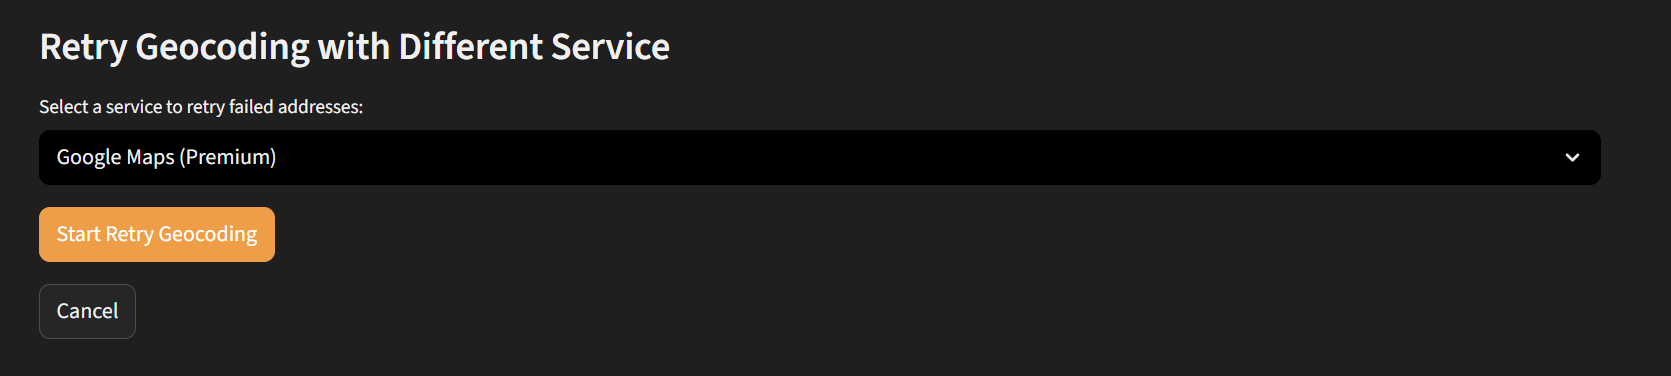 Retry Geocoding with Different Service
Select a service to retry failed addresses:
Google Maps (Premium)
Start Retry Geocoding
Cancel